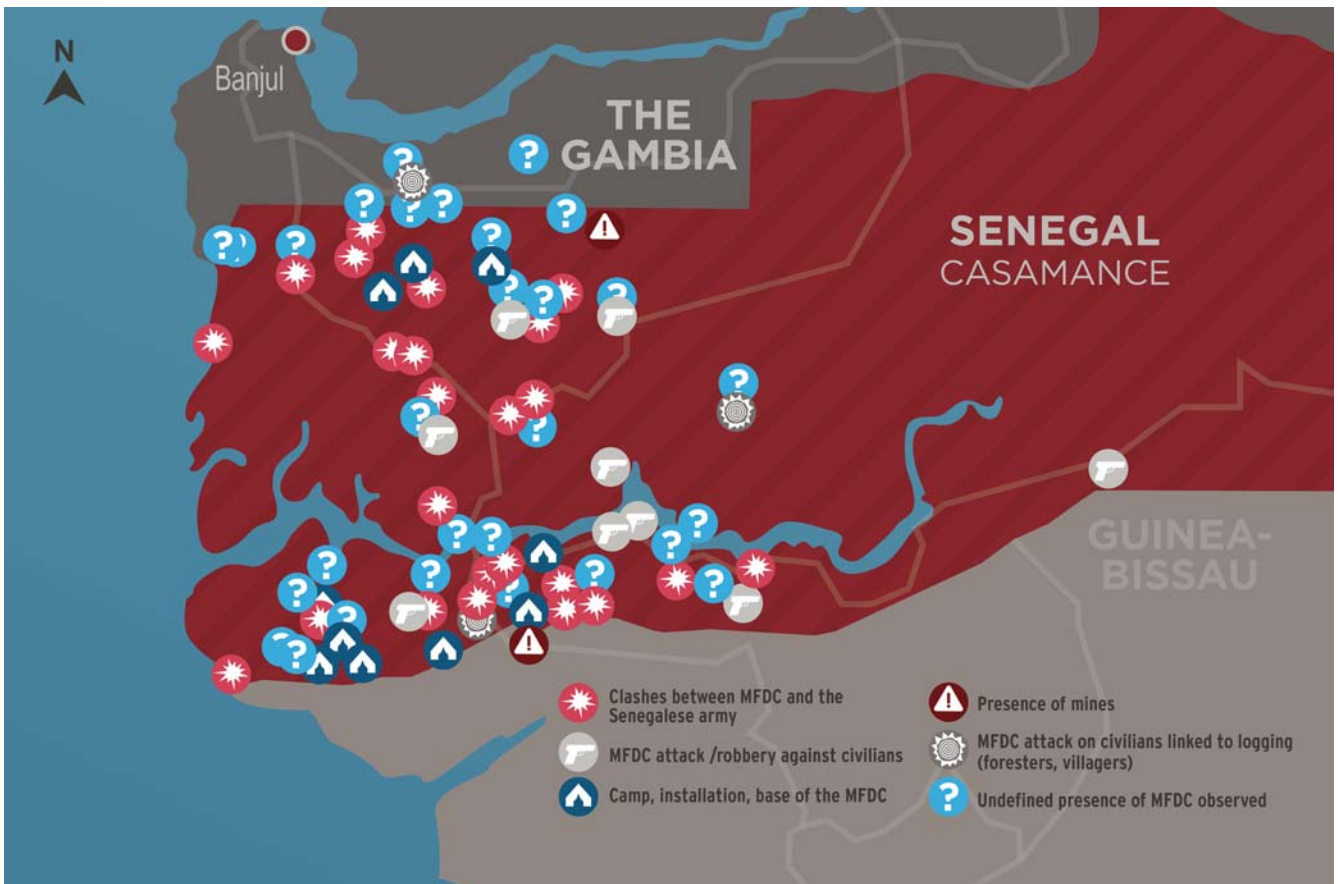 N
Banjul
THE
GAMBIA
SENEGAL
CASAMANCE
GUINEA-
BISSAU
Clashes between MFDC and the
Senegalese army
MFDC attack /robbery against civilians
Camp, installation, base of the MFDC
Presence of mines
MFDC attack on civilians linked to logging
(foresters, villagers)
Undefined presence of MFDC observed